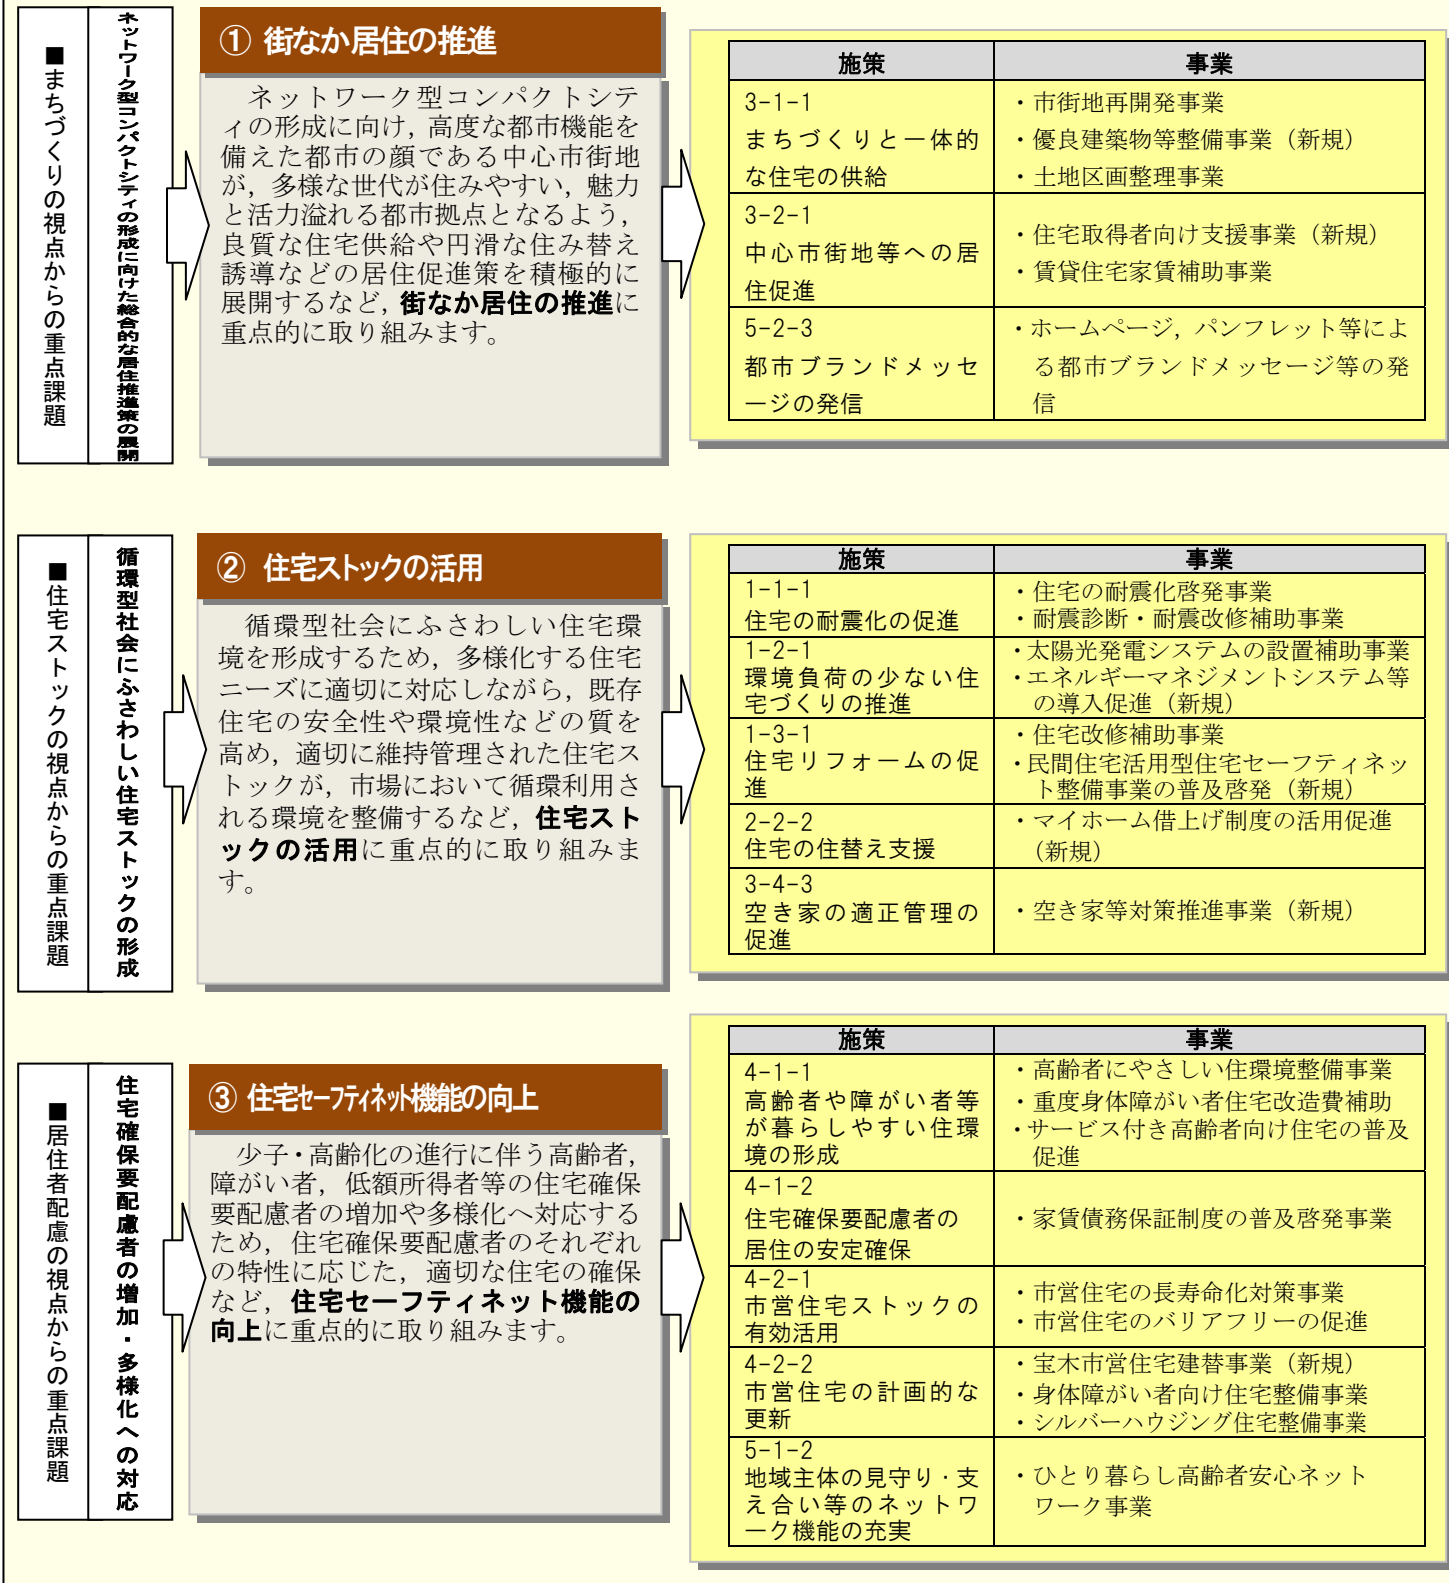 ■まちづくりの視点からの重点課題
ネットワーク型コンパクトシティの形成に向けた総合的な居住推進策の展開
① 街なか居住の推進
ネットワーク型コンパクトシテ
ィの形成に向け，高度な都市機能を
備えた都市の顔である中心市街地
が，多様な世代が住みやすい，魅力
と活力溢れる都市拠点となるよう，
良質な住宅供給や円滑な住み替え
誘導などの居住促進策を積極的に
展開するなど，街なか居住の推進に
重点的に取り組みます。
施策
事業
3-1-1
まちづくりと一体的
な住宅の供給
・市街地再開発事業
・優良建築物等整備事業（新規）
・土地区画整理事業
3-2-1
中心市街地等への居
住促進
・住宅取得者向け支援事業（新規）
・賃貸住宅家賃補助事業
5-2-3
都市ブランドメッセ
ージの発信
・ホームページ，パンフレット等によ
る都市ブランドメッセージ等の発
信
■住宅ストックの視点からの重点課題
循環型社会にふさわしい住宅ストックの形成
② 住宅ストックの活用
循環型社会にふさわしい住宅環
境を形成するため，多様化する住宅
ニーズに適切に対応しながら，既存
住宅の安全性や環境性などの質を
高め，適切に維持管理された住宅ス
トックが，市場において循環利用さ
れる環境を整備するなど，住宅スト
ックの活用に重点的に取り組みま
す。
施策
事業
1-1-1
住宅の耐震化の促進
・住宅の耐震化啓発事業
・耐震診断・耐震改修補助事業
1-2-1
環境負荷の少ない住
宅づくりの推進
・太陽光発電システムの設置補助事業
・エネルギーマネジメントシステム等
の導入促進（新規）
1-3-1
住宅リフォームの促
進
・住宅改修補助事業
・民間住宅活用型住宅セーフティネッ
ト整備事業の普及啓発（新規）
2-2-2
住宅の住替え支援
・マイホーム借上げ制度の活用促進
（新規）
3-4-3
空き家の適正管理の
促進
・空き家等対策推進事業（新規）
■居住者配慮の視点からの重点課題
住宅確保要配慮者の増加・多様化への対応
③ 住宅セーフティネット機能の向上
少子・高齢化の進行に伴う高齢者，
障がい者，低額所得者等の住宅確保
要配慮者の増加や多様化へ対応する
ため，住宅確保要配慮者のそれぞれ
の特性に応じた，適切な住宅の確保
など，住宅セーフティネット機能の
向上に重点的に取り組みます。
施策
事業
4-1-1
高齢者や障がい者等
が暮らしやすい住環
境の形成
・高齢者にやさしい住環境整備事業
・重度身体障がい者住宅改造費補助
・サービス付き高齢者向け住宅の普及
促進
4-1-2
住宅確保要配慮者の
居住の安定確保
・家賃債務保証制度の普及啓発事業
4-2-1
市営住宅ストックの
有効活用
・市営住宅の長寿命化対策事業
・市営住宅のバリアフリーの促進
4-2-2
市営住宅の計画的な
更新
・宝木市営住宅建替事業（新規）
・身体障がい者向け住宅整備事業
・シルバーハウジング住宅整備事業
5-1-2
地域主体の見守り・支
え合い等のネットワ
ーク機能の充実
・ひとり暮らし高齢者安心ネット
ワーク事業